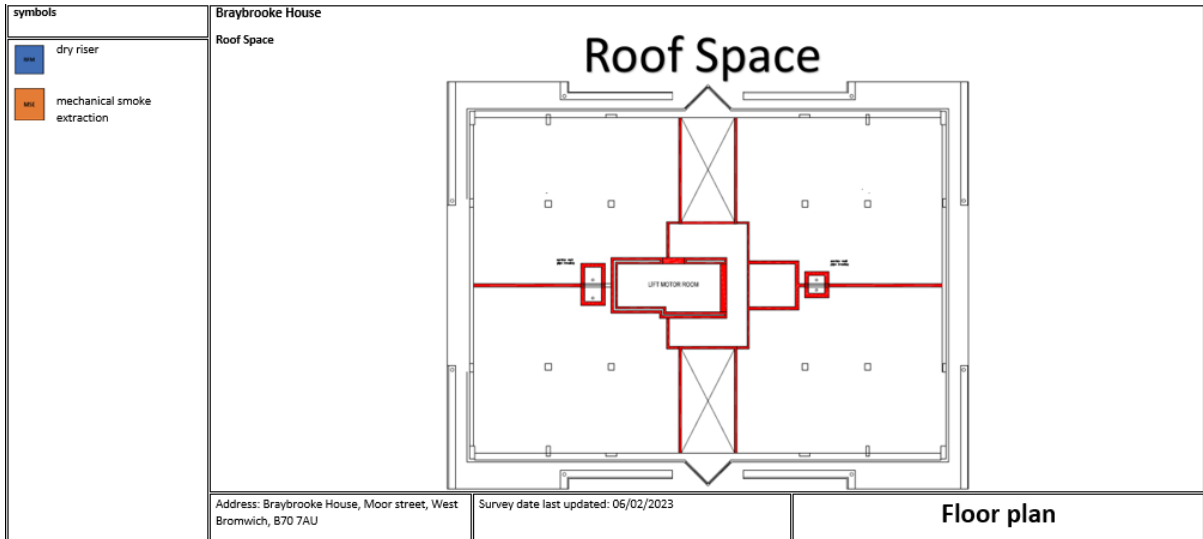 symbols
dry riser
mechanical smoke
extraction
Braybrooke House
Roof Space
Roof Space
LIFT MOTOR ROOM
Address: Braybrooke House, Moor street, West
Bromwich, B70 7AU
Survey date last updated: 06/02/2023
Floor plan